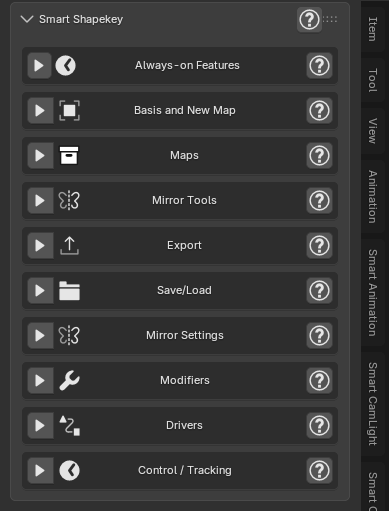 Smart Shapekey
Always-on Features
Basis and New Map
Maps
Mirror Tools
Export
Save/Load
Mirror Settings
Modifiers
Drivers
Control / Tracking
Item
Tool
View
Animation
Smart Animation
Smart CamLight
Smart